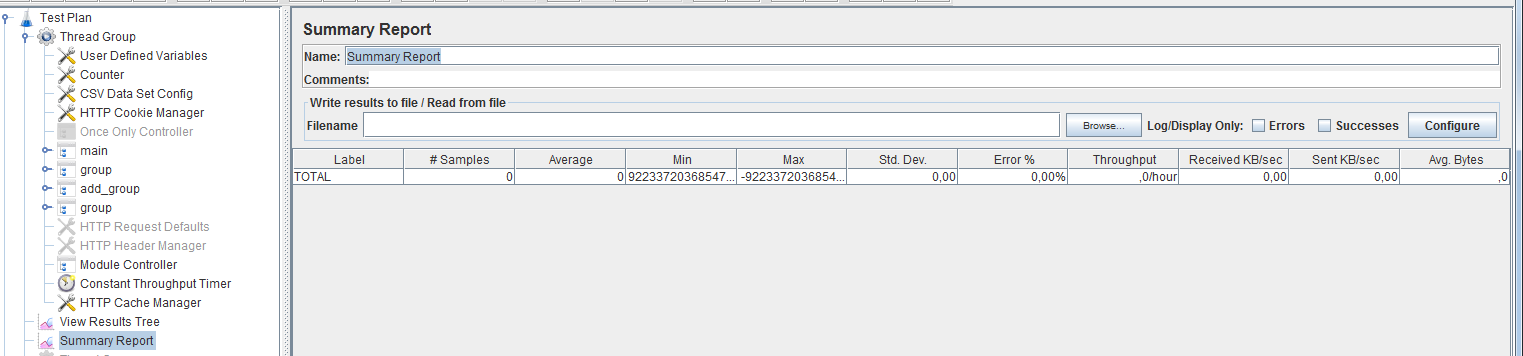 Test Plan
Thread Group
User Defined Variables
Counter
CSV Data Set Config
HTTP Cookie Manager
Once Only Controller
main
group
add_group
group
HTTP Request Defaults
HTTP Header Manager
Module Controller
Constant Throughput Timer
HTTP Cache Manager
View Results Tree
Summary Report
Summary Report
Name: Summary Report
Comments:
Write results to file / Read from file
Filename Browse... Log/Display Only: Errors Successes Configure
Label # Samples Average Min Max Std. Dev. Error % Throughput Received KB/sec Sent KB/sec Avg. Bytes
TOTAL 0 0 92233720368547... -9223372036854... 0,00 0,00% ,0/hour 0,00 0,00 ,0